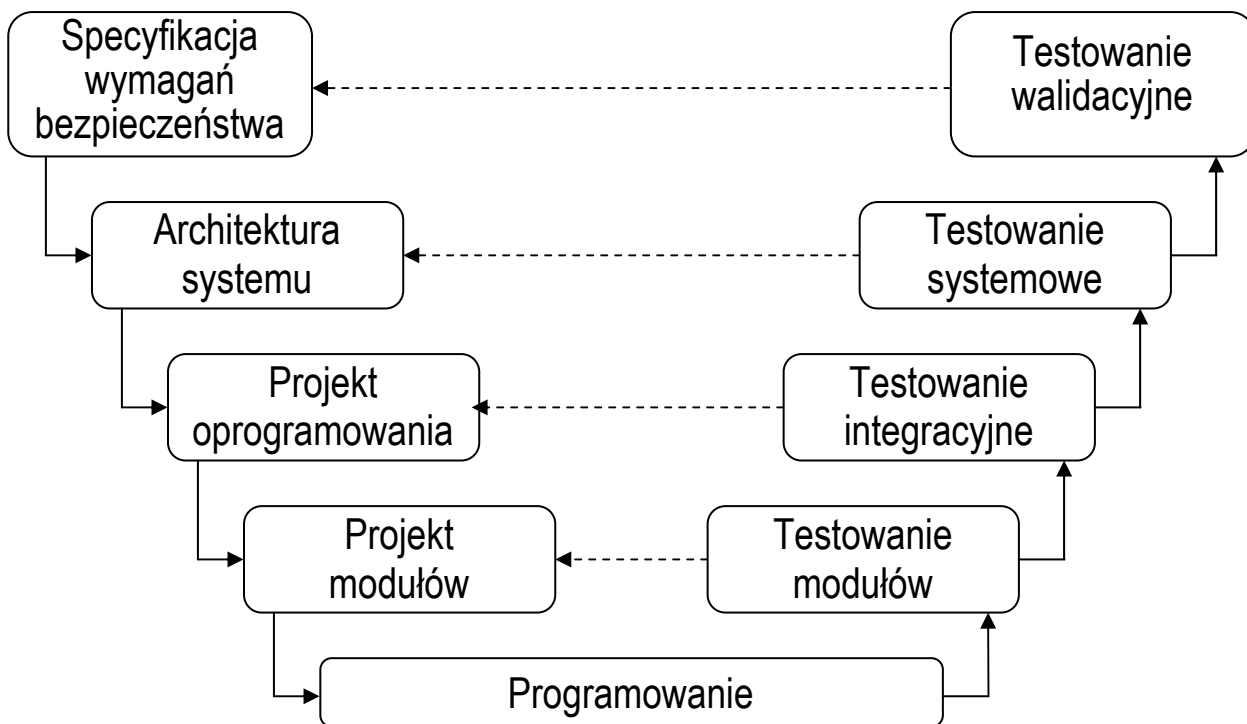 Specyfikacja
wymagań
bezpieczeństwa
Testowanie
walidacyjne
Architektura
systemu
Testowanie
systemowe
Projekt
oprogramowania
Testowanie
integracyjne
Projekt
modułów
Testowanie
modułów
Programowanie